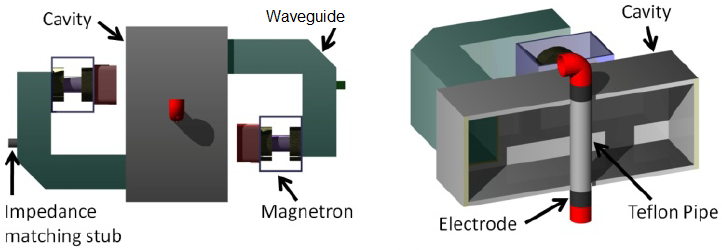 Cavity
Waveguide
Impedance
matching stub
Magnetron
Cavity
Electrode
Teflon Pipe